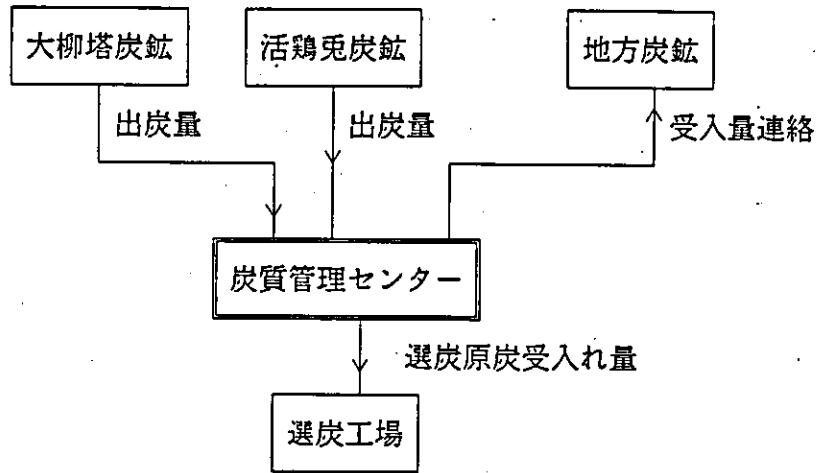 大柳塔炭鉱
活鶏兎炭鉱
地方炭鉱
出炭量
出炭量
受入量連絡
炭質管理センター
選炭原炭受入れ量
選炭工場